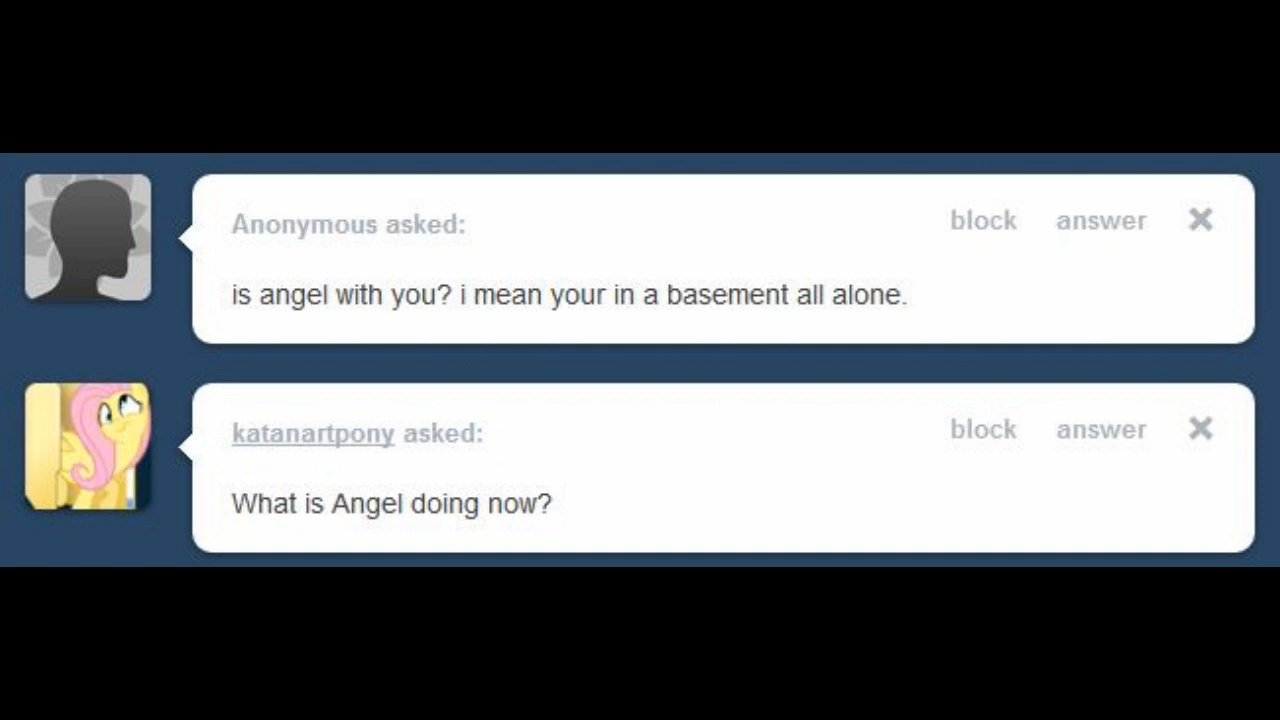 Anonymous asked:
block answer ✖
is angel with you? i mean your in a basement all alone.
katanartpony asked:
block answer ✖
What is Angel doing now?